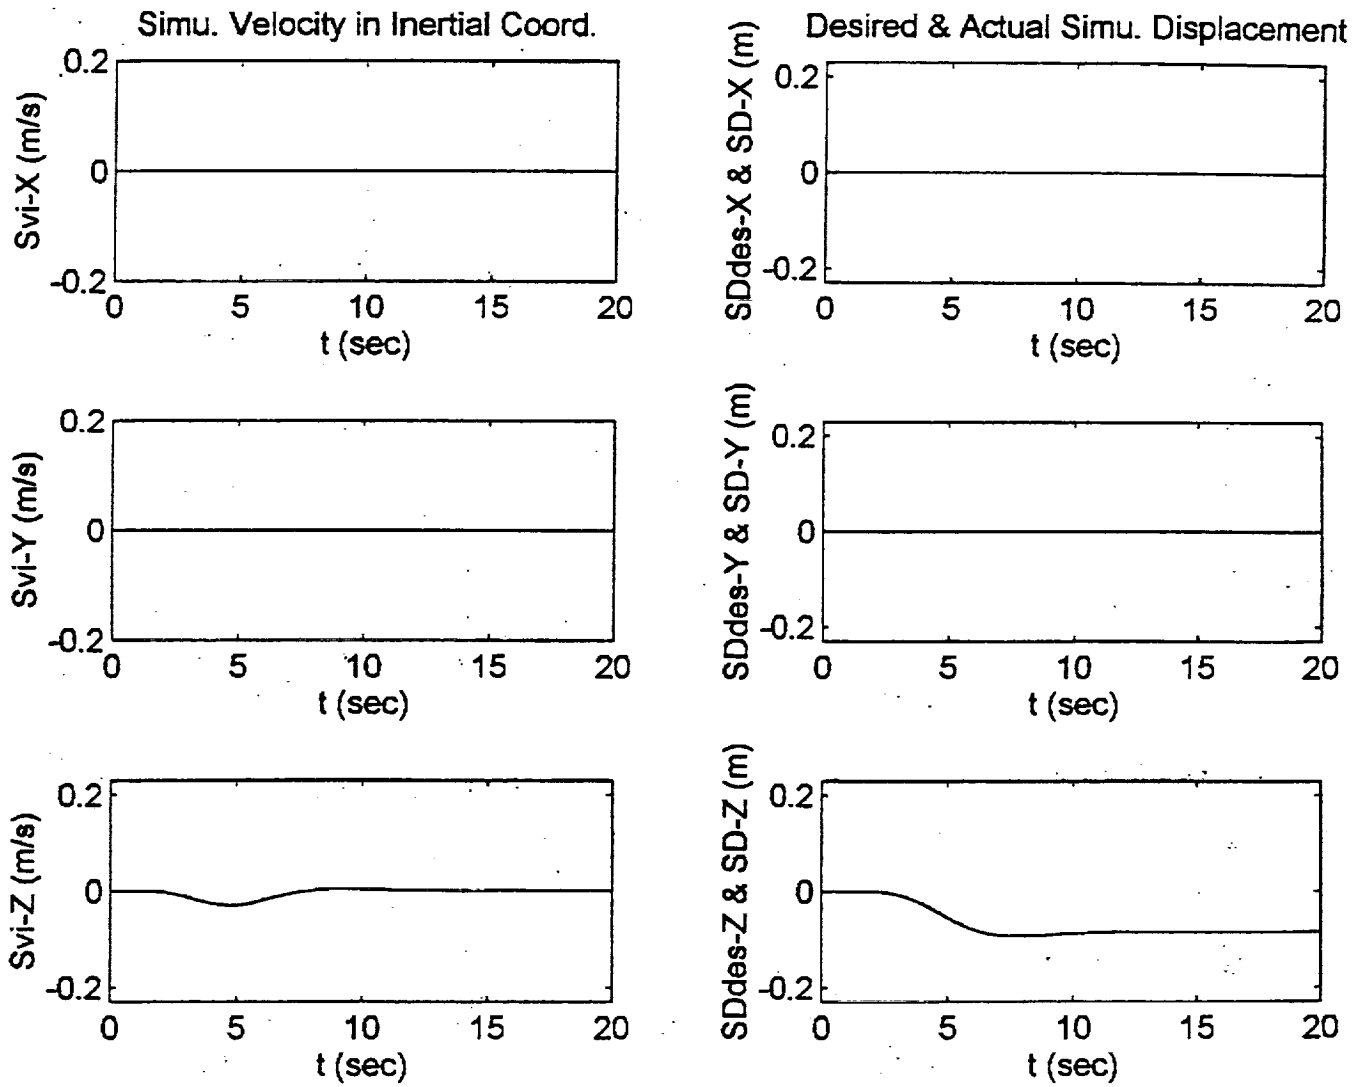 Simu. Velocity in Inertial Coord.
Desired & Actual Simu. Displacement
Svi-X (m/s)
0.2
0
-0.2
0 5 10 15 20
t (sec)
SDdes-X & SD-X (m)
0.2
0
-0.2
0 5 10 15 20
t (sec)
Svi-Y (m/s)
0.2
0
-0.2
0 5 10 15 20
t (sec)
SDdes-Y & SD-Y (m)
0.2
0
-0.2
0 5 10 15 20
t (sec)
Svi-Z (m/s)
0.2
0
-0.2
0 5 10 15 20
t (sec)
SDdes-Z & SD-Z (m)
0.2
0
-0.2
0 5 10 15 20
t (sec)